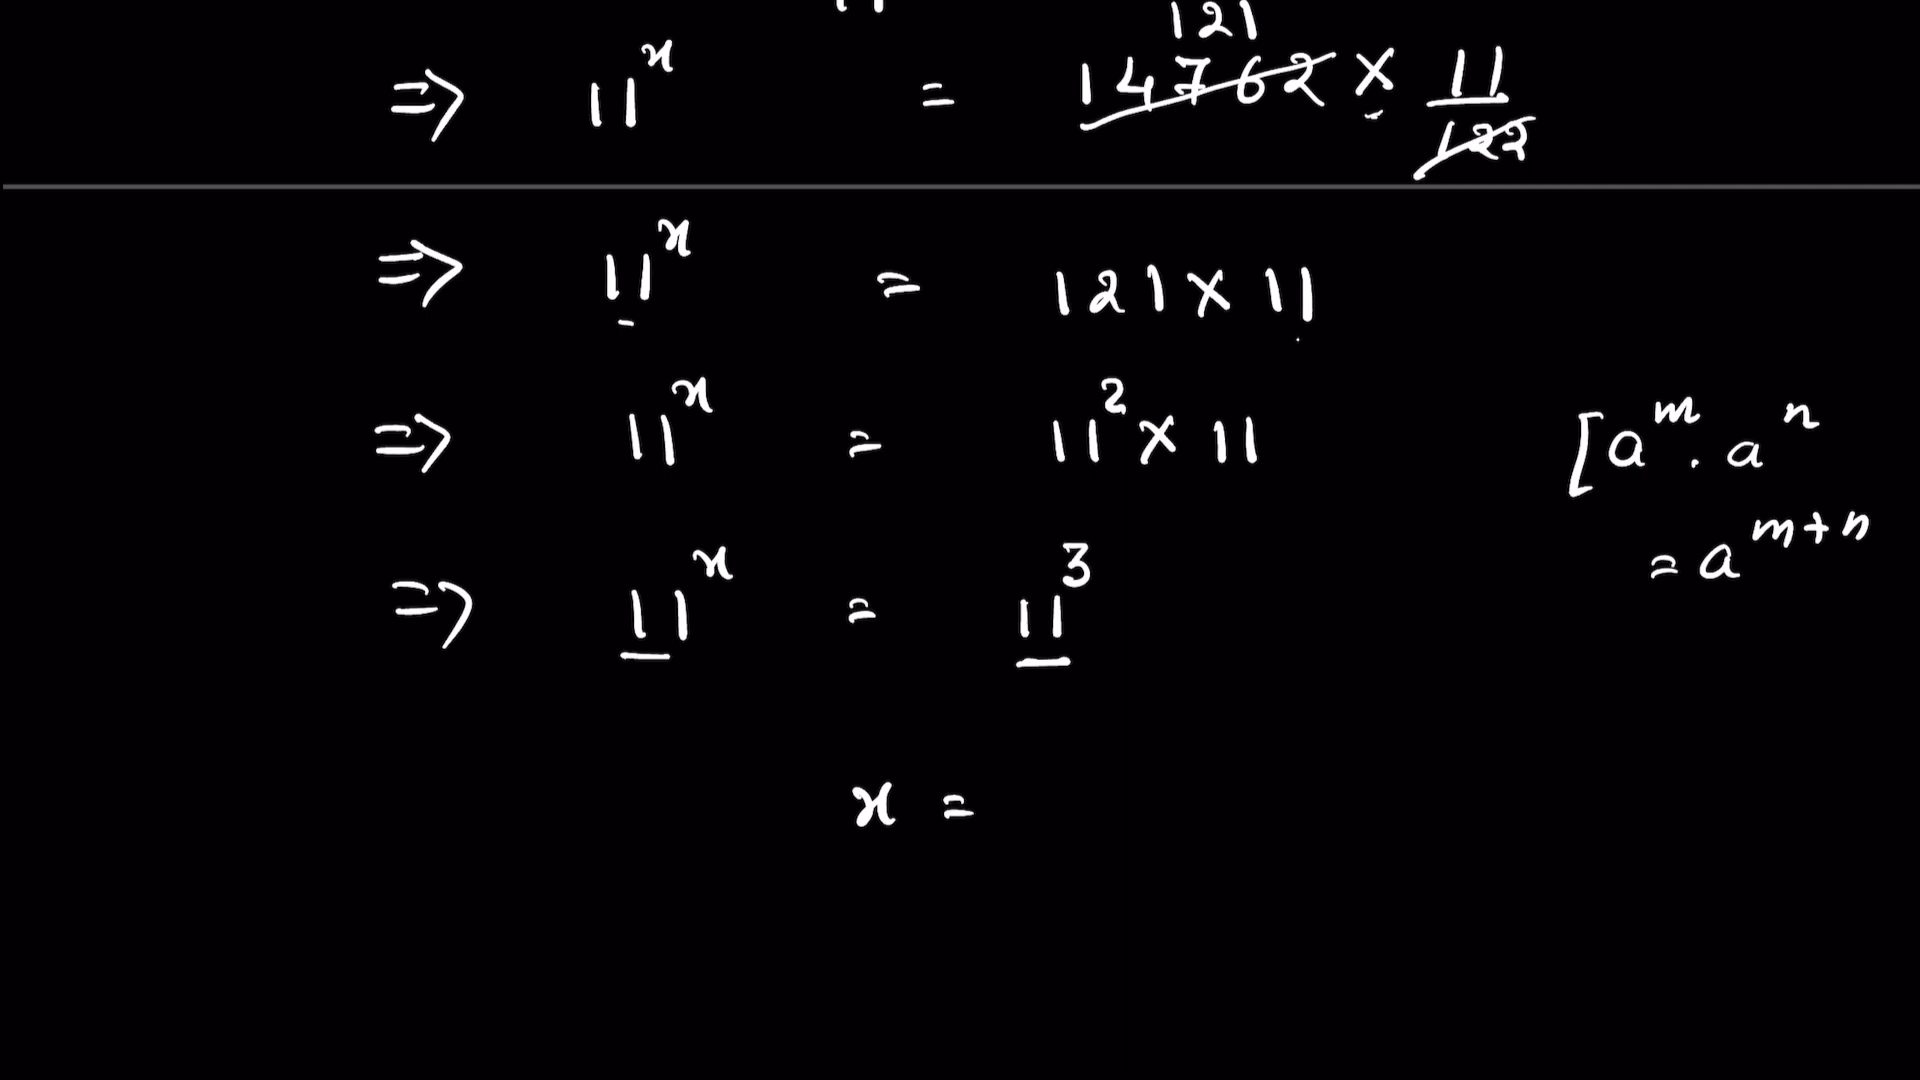 121
⇒ 11^x = 14762 × 11/122
⇒ 11^x = 121 × 11
⇒ 11^x = 11^2 × 11 [a^m . a^n
= a^(m+n)
⇒ 11^x = 11^3
x =